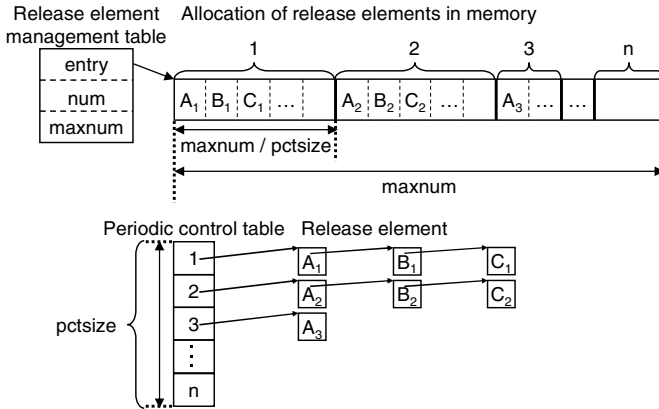 Release element management table
Allocation of release elements in memory
entry
num
maxnum
1
2
3
n
A1
B1
C1
...
A2
B2
C2
...
A3
...
...
maxnum / pctsize
maxnum
Periodic control table
Release element
pctsize
1
A1
B1
C1
2
A2
B2
C2
3
A3
⋮
n